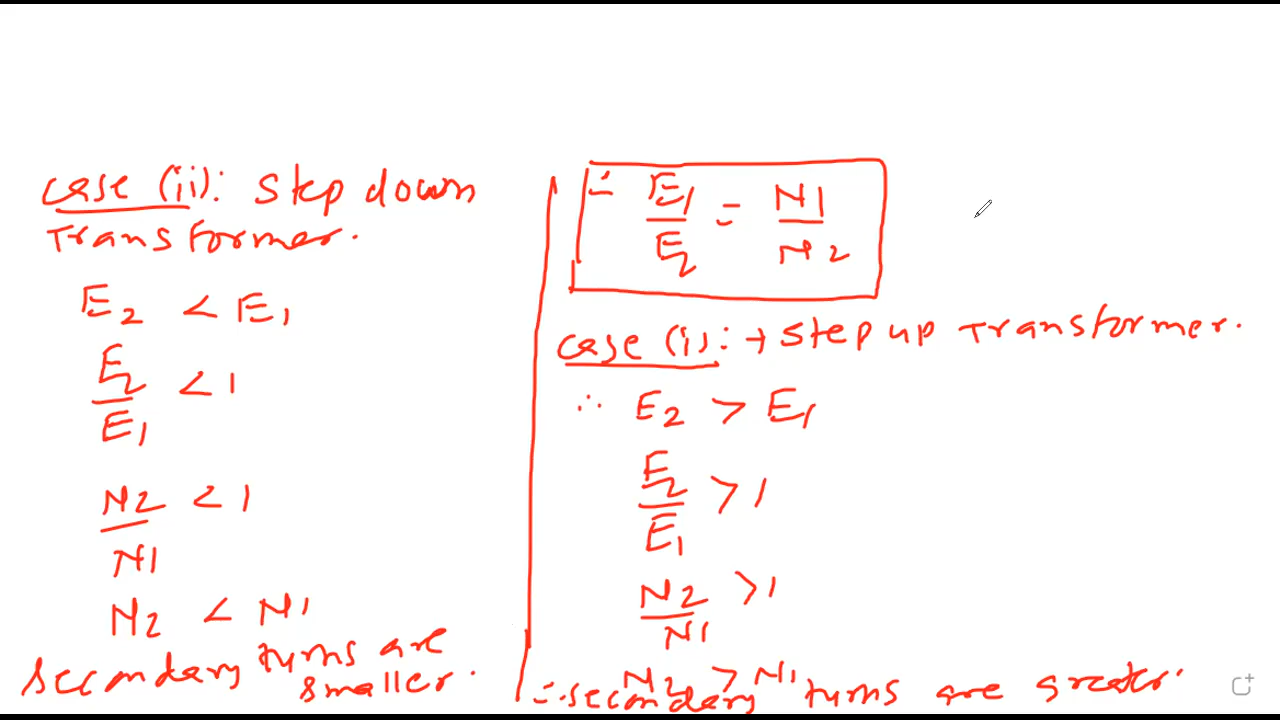 case (ii): step down
transformer.
E2 < E1
E2/E1 < 1
N2/N1 < 1
N2 < N1
secondary turns are
smaller.
∴ E1/E2 = N1/N2
case (i): → step up transformer.
∴ E2 > E1
E2/E1 > 1
N2/N1 > 1
N2 > N1
∴ secondary turns are greater.